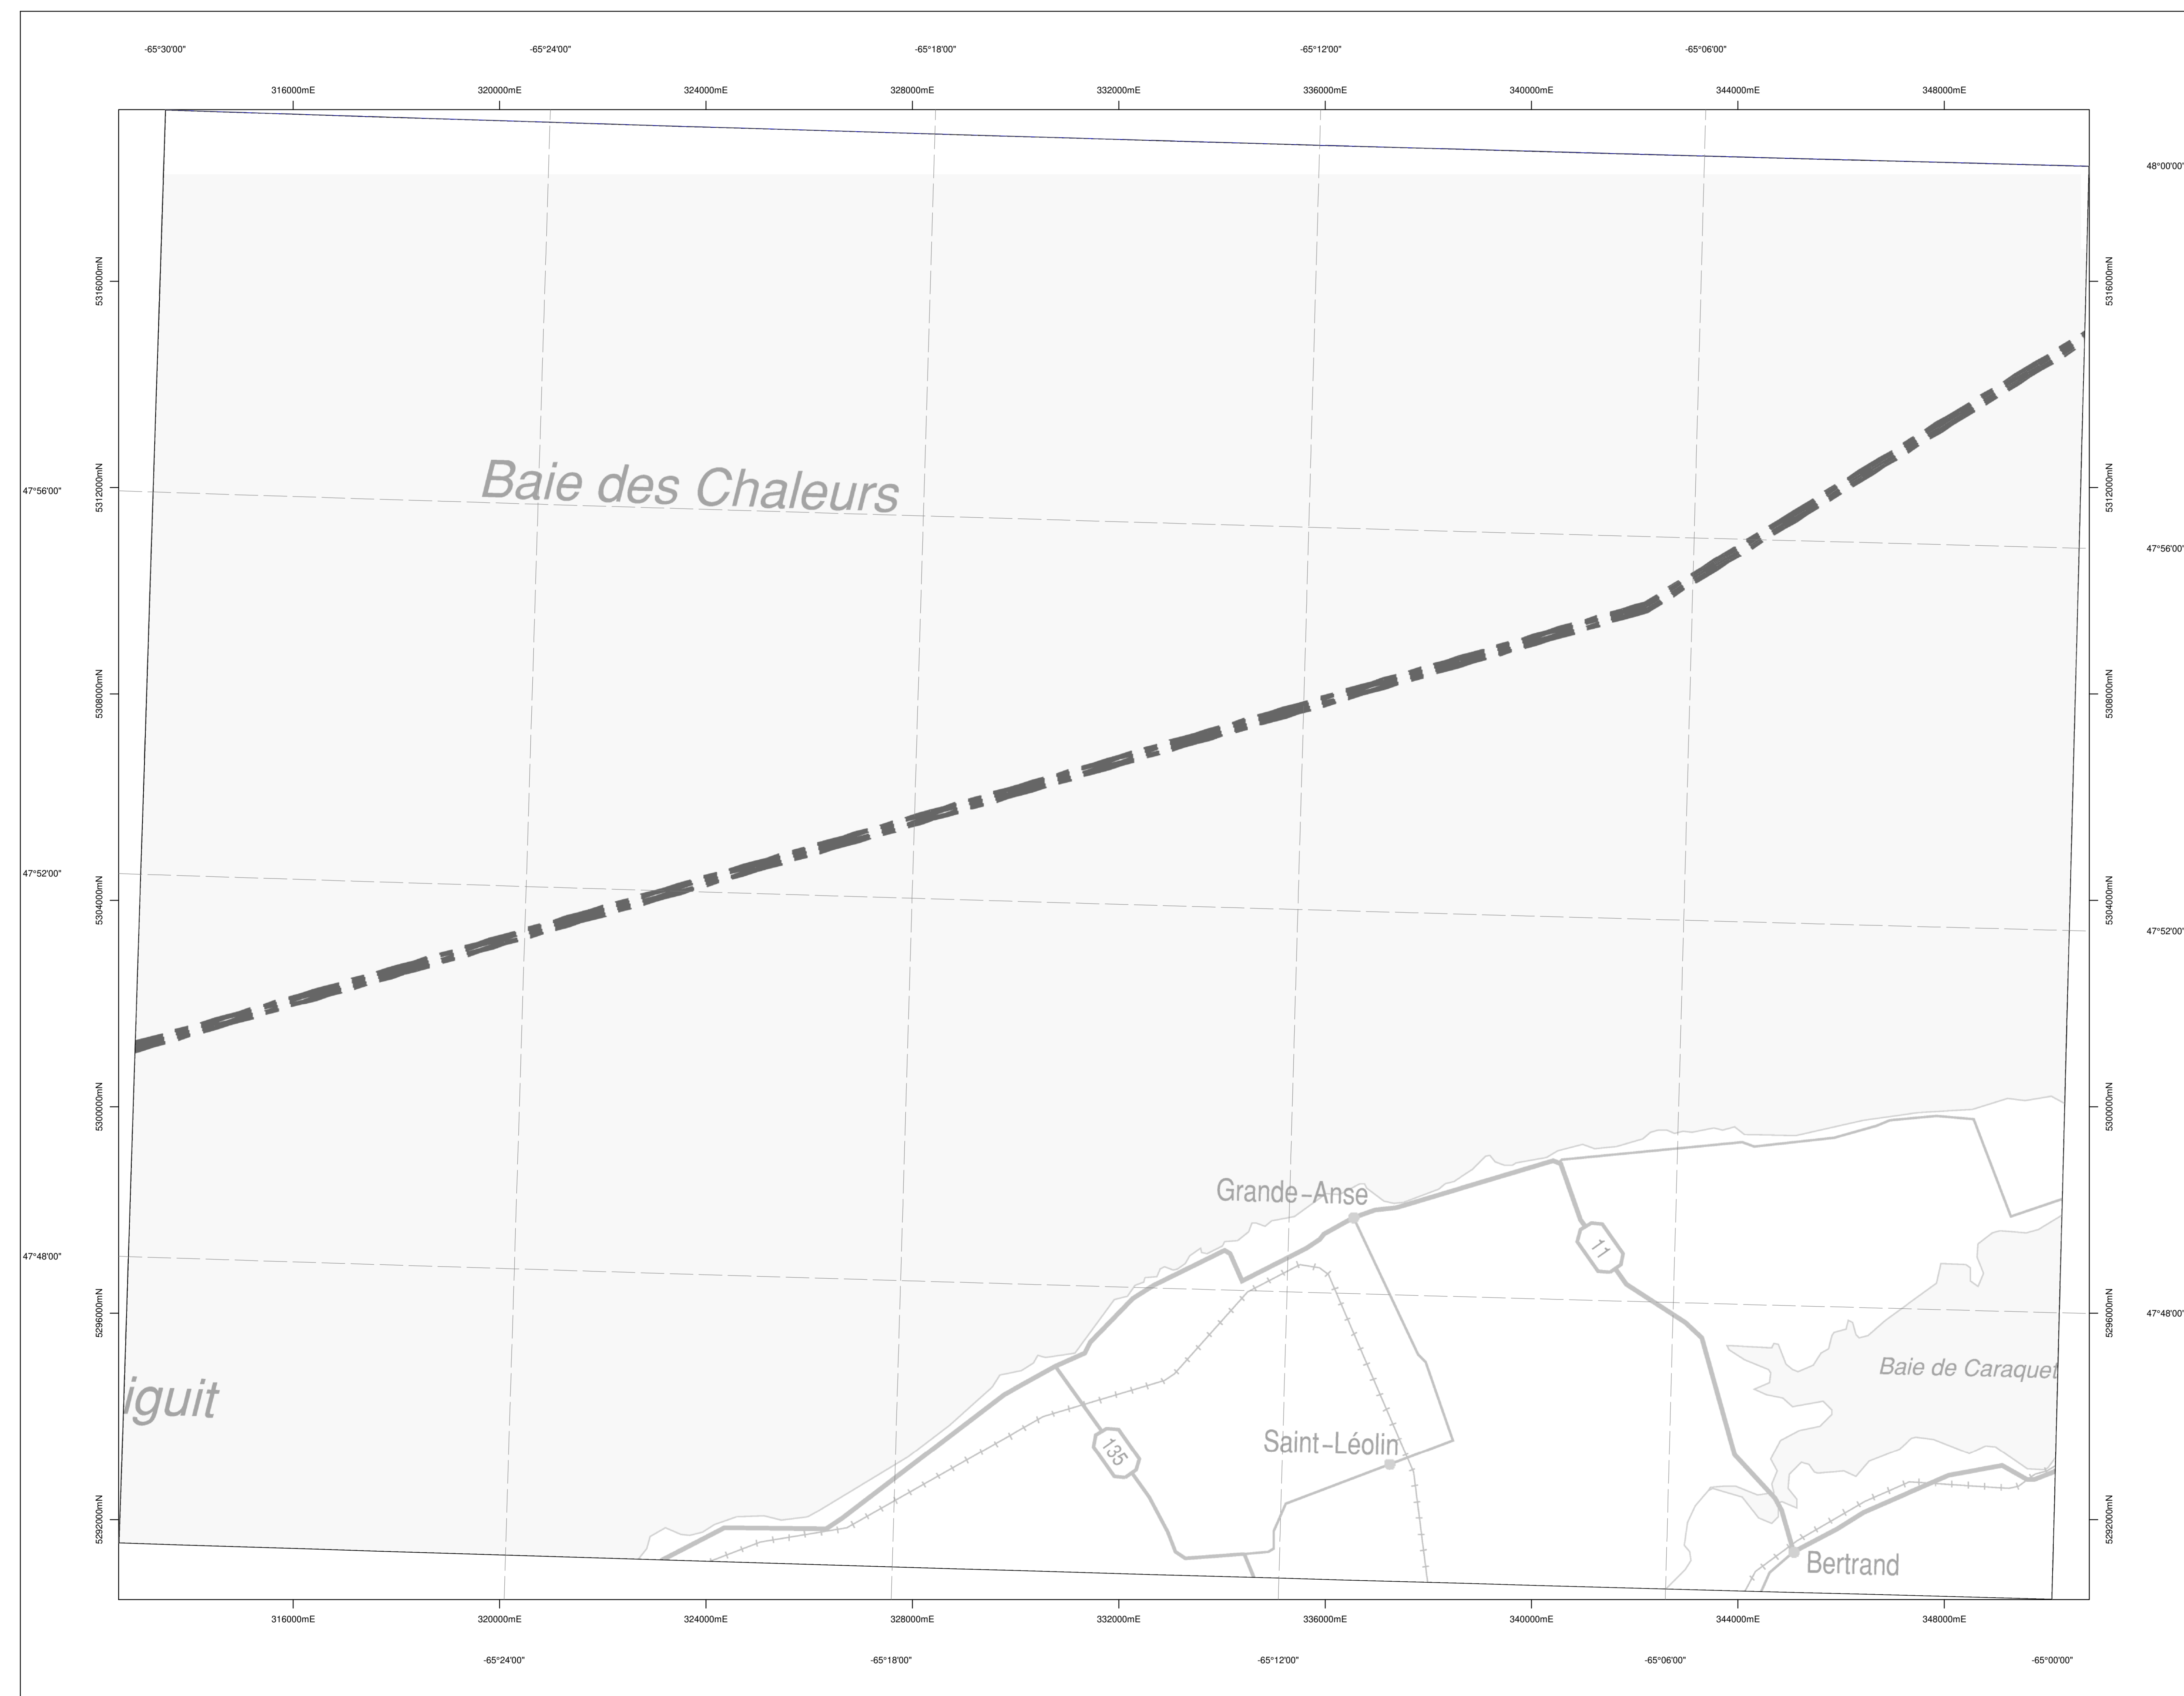 -65°30'00" -65°24'00" -65°18'00" -65°12'00" -65°06'00"
316000mE 320000mE 324000mE 328000mE 332000mE 336000mE 340000mE 344000mE 348000mE
48°00'00"
5316000mN 5316000mN
Baie des Chaleurs
47°56'00" 5312000mN 5312000mN
47°56'00"
5308000mN 5308000mN
47°52'00" 5304000mN 5304000mN
47°52'00"
5300000mN 5300000mN
Grande-Anse
11
47°48'00" 5296000mN 5296000mN 47°48'00"
Baie de Caraquet
iguit
Saint-Léolin
135
5292000mN 5292000mN
Bertrand
316000mE 320000mE 324000mE 328000mE 332000mE 336000mE 340000mE 344000mE 348000mE
-65°24'00" -65°18'00" -65°12'00" -65°06'00" -65°00'00"